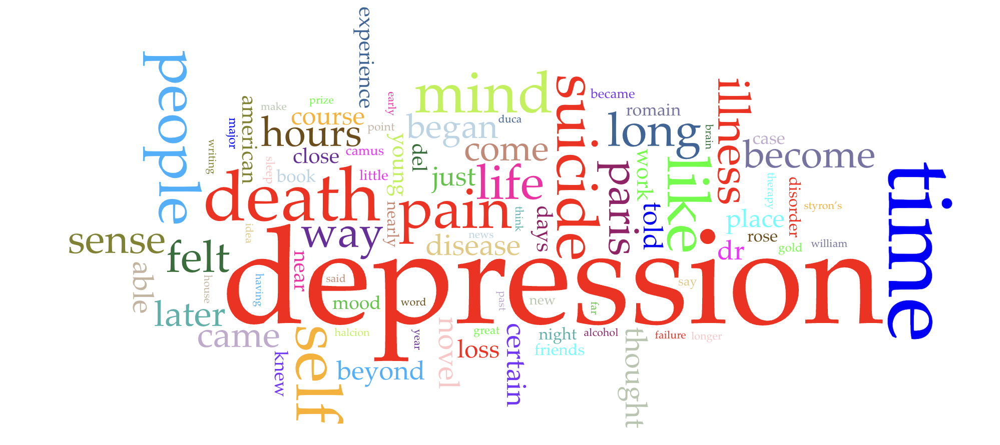 experience
people
mind
suicide
illness
became
early
prize
make
american
course
romain
long
hours
major
point
began
duca
brain
case
young
writing
close
camus
del
come
become
work
like
sleep
book
little
just
life
paris
time
death
therapy
disorder
pain
nearly
think
days
told
styron's
place
idea
way
news
sense
disease
rose
felt
dr
gold
william
near
depression
able
house
having
said
say
later
mood
word
past
new
far
came
self
halcion
year
novel
great
certain
night
alcohol
thought
failure
longer
knew
loss
friends
beyond